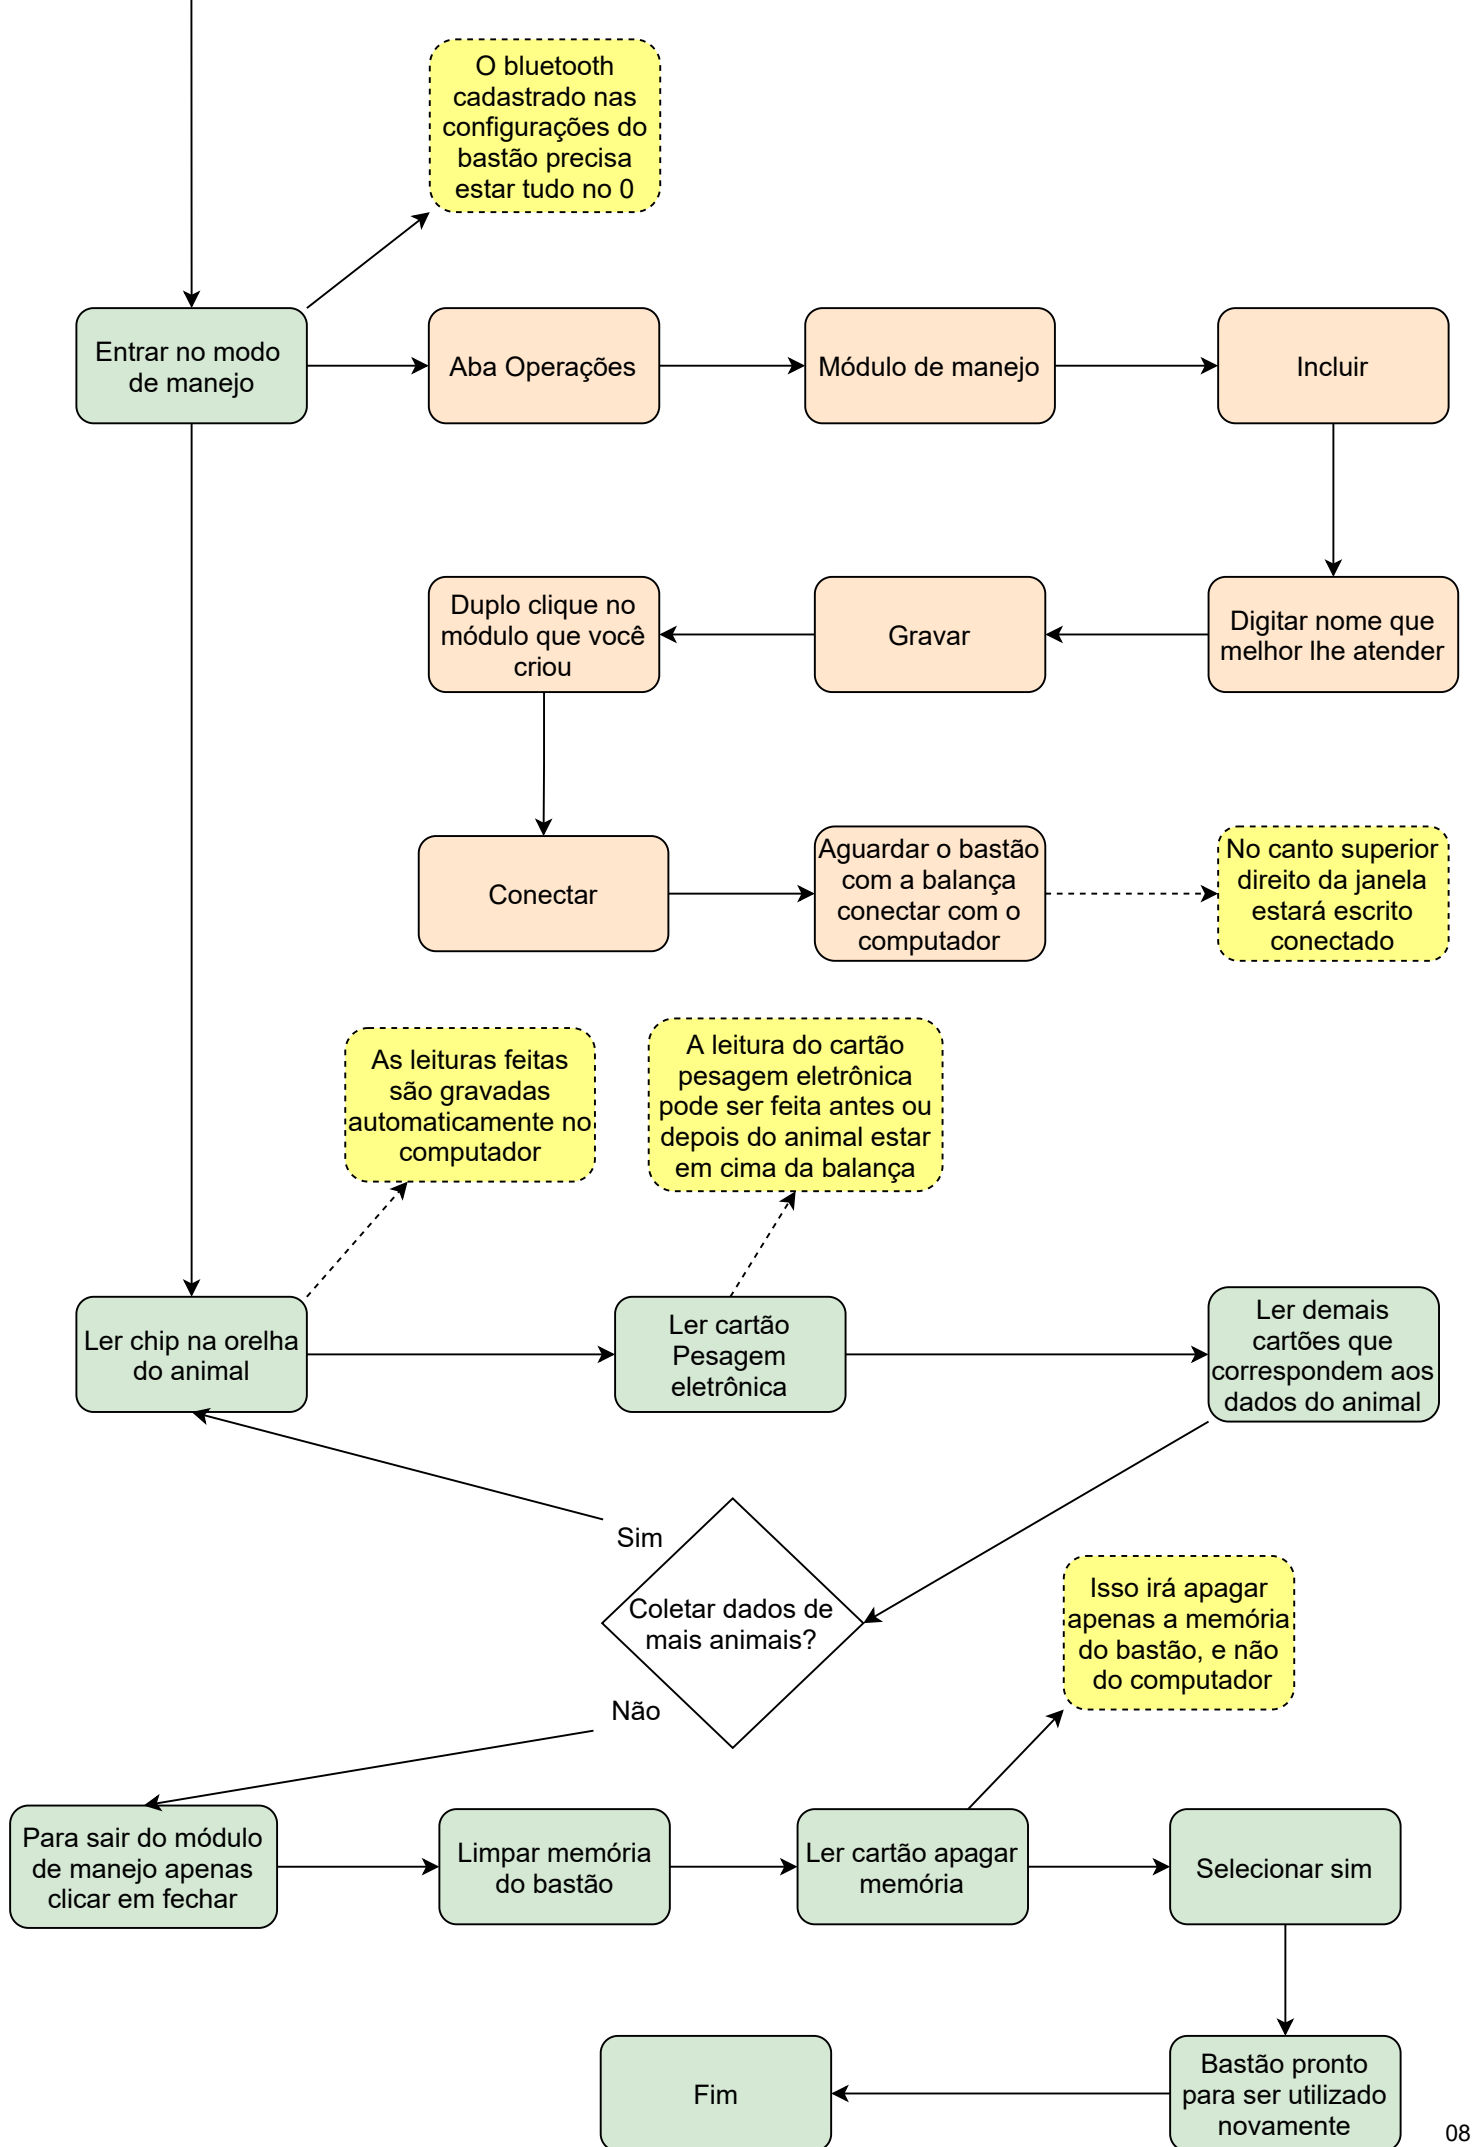 O bluetooth
cadastrado nas
configurações do
bastão precisa
estar tudo no 0
Entrar no modo
de manejo
Aba Operações
Módulo de manejo
Incluir
Digitar nome que
melhor lhe atender
Gravar
Duplo clique no
módulo que você
criou
Conectar
Aguardar o bastão
com a balança
conectar com o
computador
No canto superior
direito da janela
estará escrito
conectado
As leituras feitas
são gravadas
automaticamente no
computador
A leitura do cartão
pesagem eletrônica
pode ser feita antes ou
depois do animal estar
em cima da balança
Ler chip na orelha
do animal
Ler cartão
Pesagem
eletrônica
Ler demais
cartões que
correspondem aos
dados do animal
Sim
Coletar dados de
mais animais?
Não
Isso irá apagar
apenas a memória
do bastão, e não
do computador
Para sair do módulo
de manejo apenas
clicar em fechar
Limpar memória
do bastão
Ler cartão apagar
memória
Selecionar sim
Bastão pronto
para ser utilizado
novamente
Fim
08